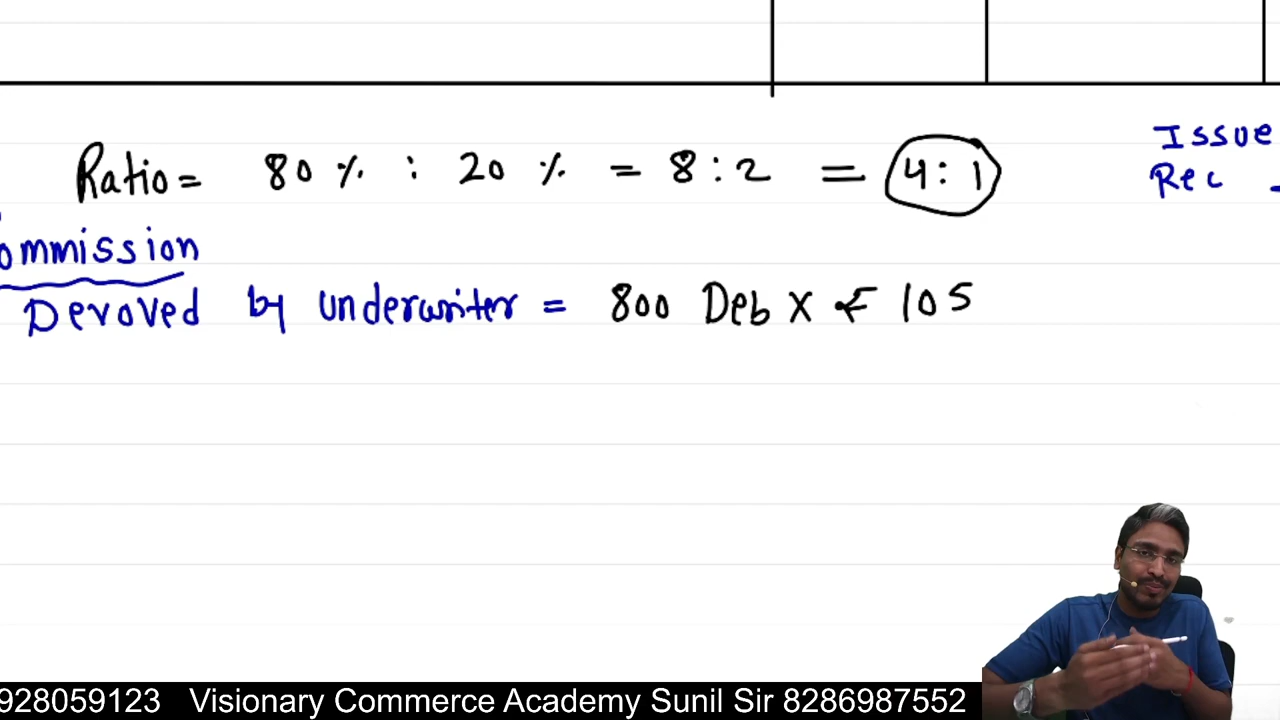 Ratio = 80 % : 20 % = 8 : 2 = 4 : 1
Issue
Rec
ommission
Devoved by underwriter = 800 Deb X ₹ 105
928059123 Visionary Commerce Academy Sunil Sir 8286987552